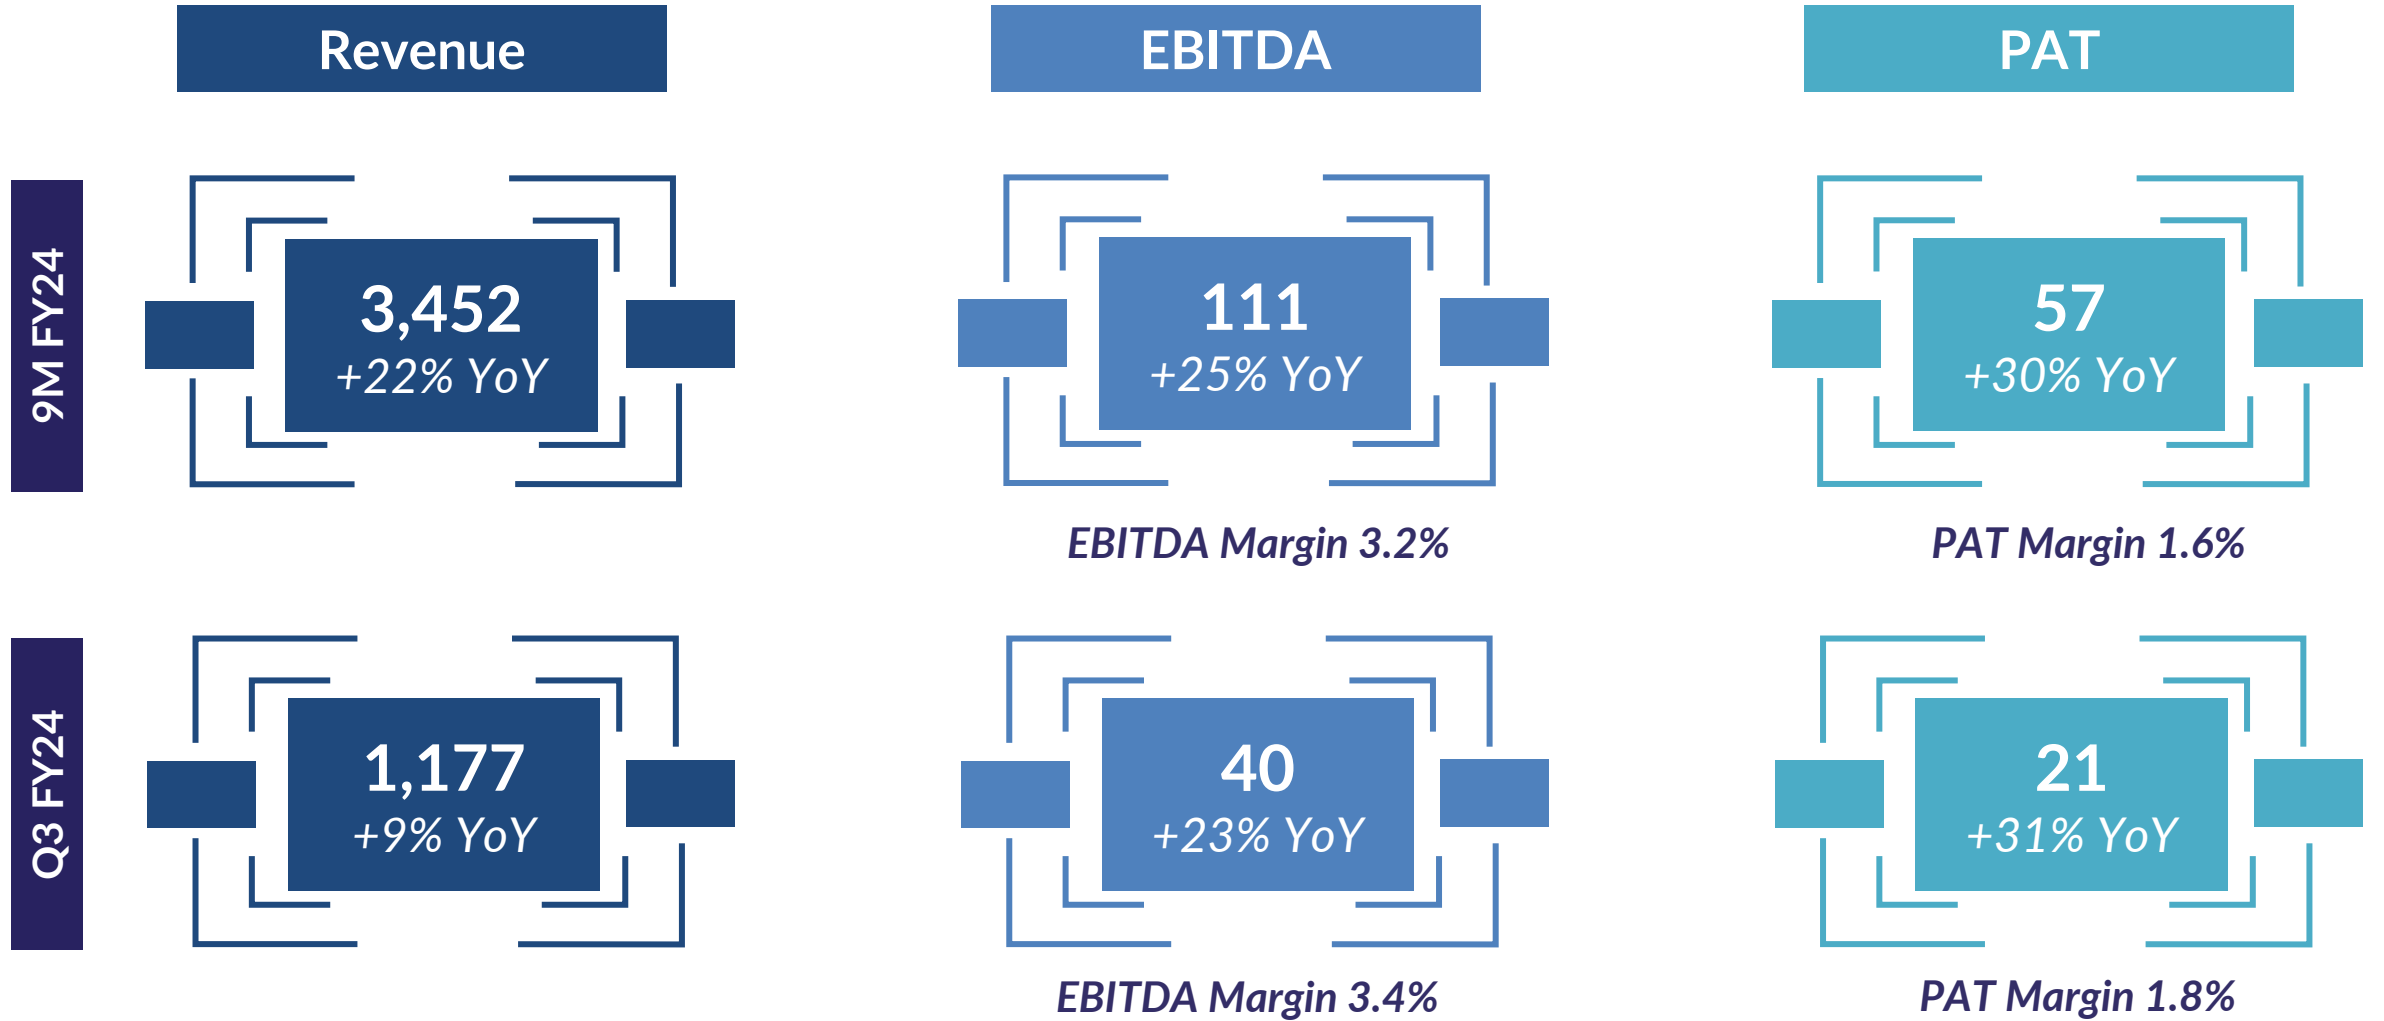 Revenue
EBITDA
PAT
9M FY24
3,452
+22% YoY
111
+25% YoY
57
+30% YoY
EBITDA Margin 3.2%
PAT Margin 1.6%
Q3 FY24
1,177
+9% YoY
40
+23% YoY
21
+31% YoY
EBITDA Margin 3.4%
PAT Margin 1.8%